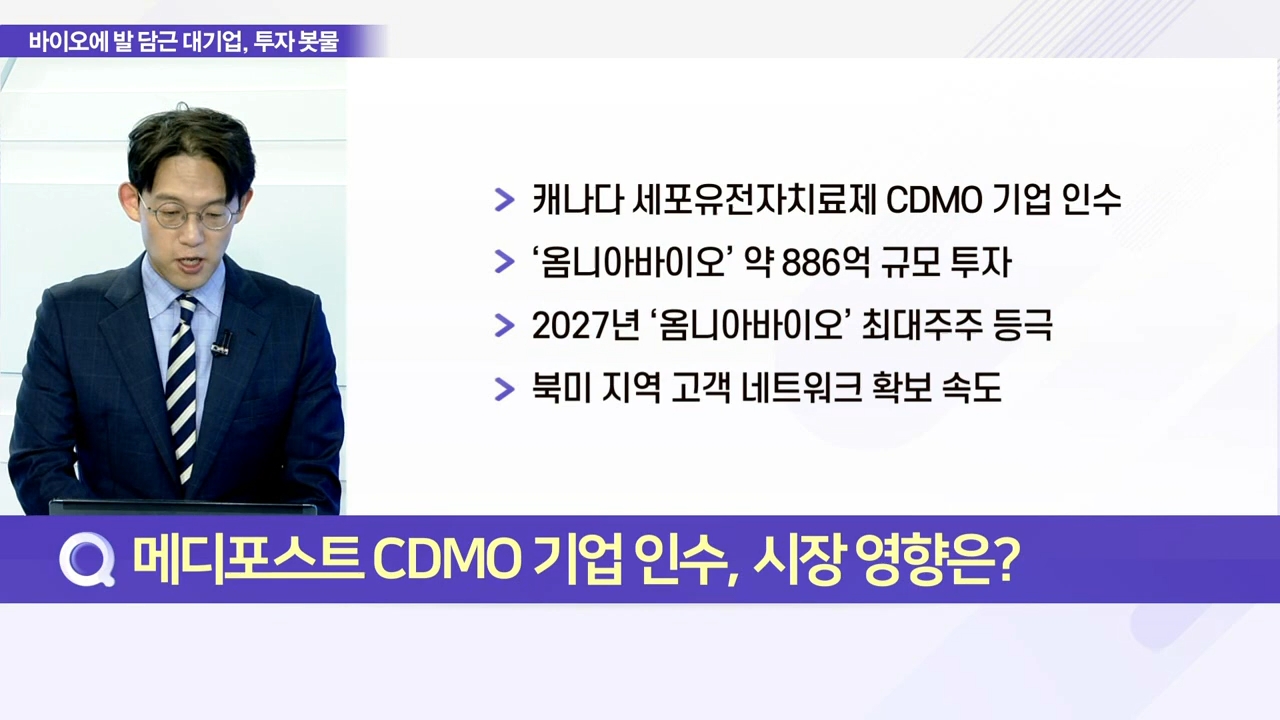 바이오에 발 담근 대기업, 투자 봇물
> 캐나다 세포유전자치료제 CDMO 기업 인수
> ‘옴니아바이오’ 약 886억 규모 투자
> 2027년 ‘옴니아바이오’ 최대주주 등극
> 북미 지역 고객 네트워크 확보 속도
Q 메디포스트 CDMO 기업 인수, 시장 영향은?